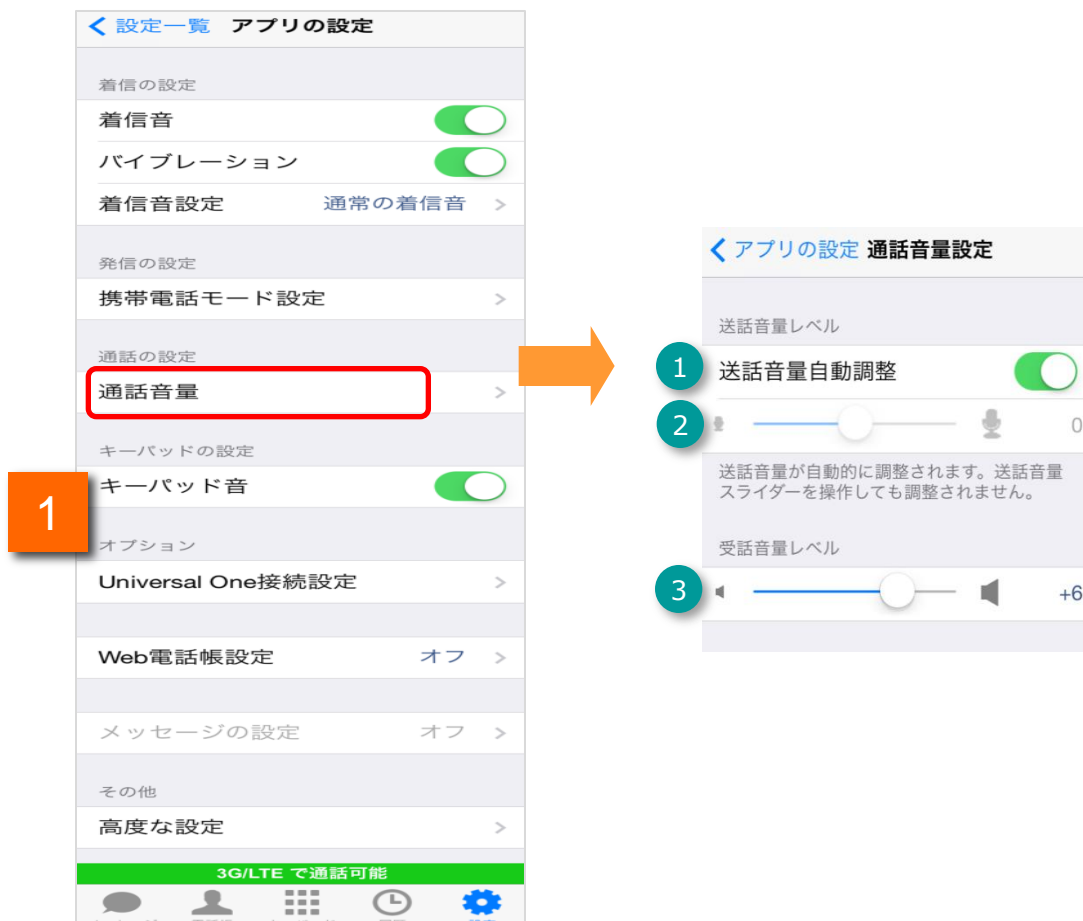 設定一覧 アプリの設定
着信の設定
着信音
バイブレーション
着信音設定 通常の着信音
発信の設定
携帯電話モード設定
通話の設定
通話音量
キーパッドの設定
キーパッド音
1
オプション
Universal One接続設定
Web電話帳設定 オフ
メッセージの設定 オフ
その他
高度な設定
3G/LTE で通話可能
アプリの設定 通話音量設定
送話音量レベル
1 送話音量自動調整
2 0
送話音量が自動的に調整されます。送話音量
スライダーを操作しても調整されません。
受話音量レベル
3 +6